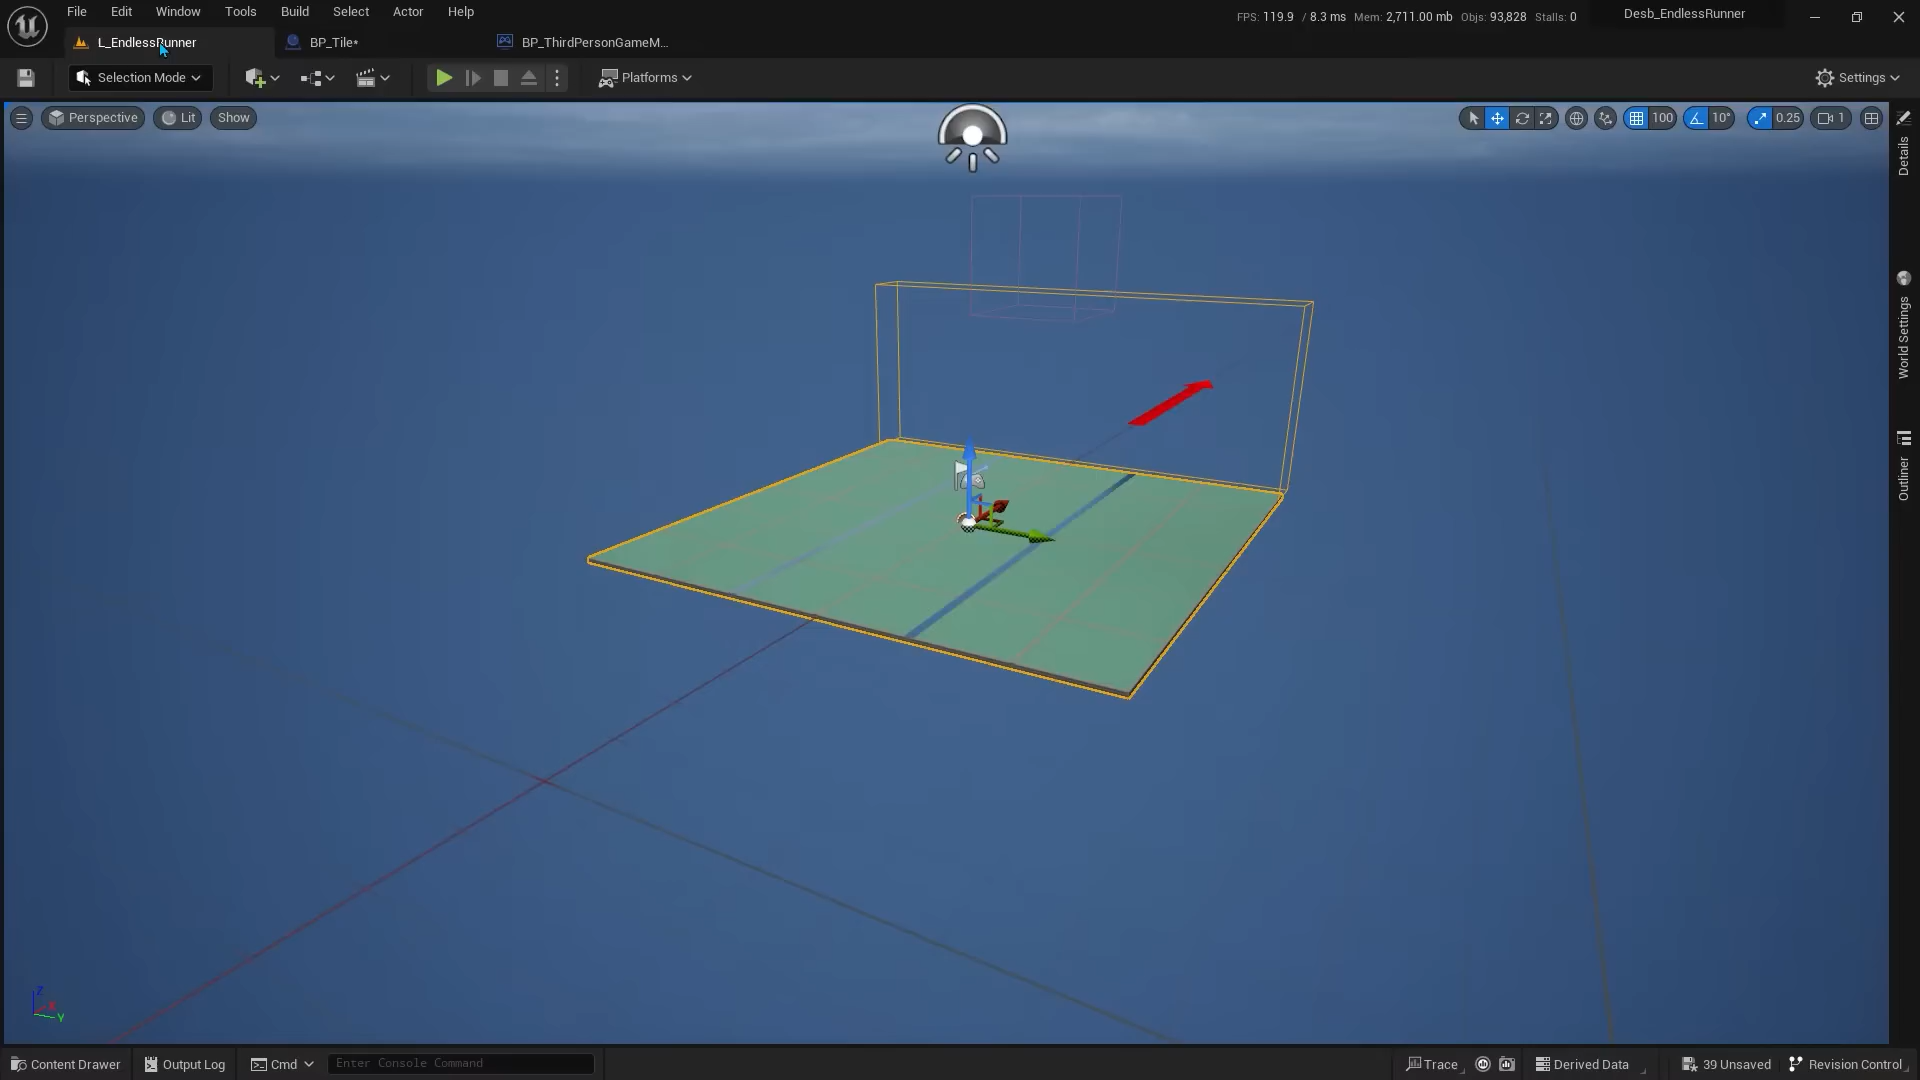 File Edit Window Tools Build Select Actor Help
FPS: 119.9 / 8.3 ms Mem: 2,711.00 mb Objs: 93,828 Stalls: 0
Desb_EndlessRunner
L_EndlessRunner
BP_Tile*
BP_ThirdPersonGameM...
Selection Mode
Platforms
Settings
Perspective
Lit
Show
100
10°
0.25
1
Details
World Settings
Outliner
Z
X
Y
Content Drawer
Output Log
Cmd
Enter Console Command
Trace
Derived Data
39 Unsaved
Revision Control